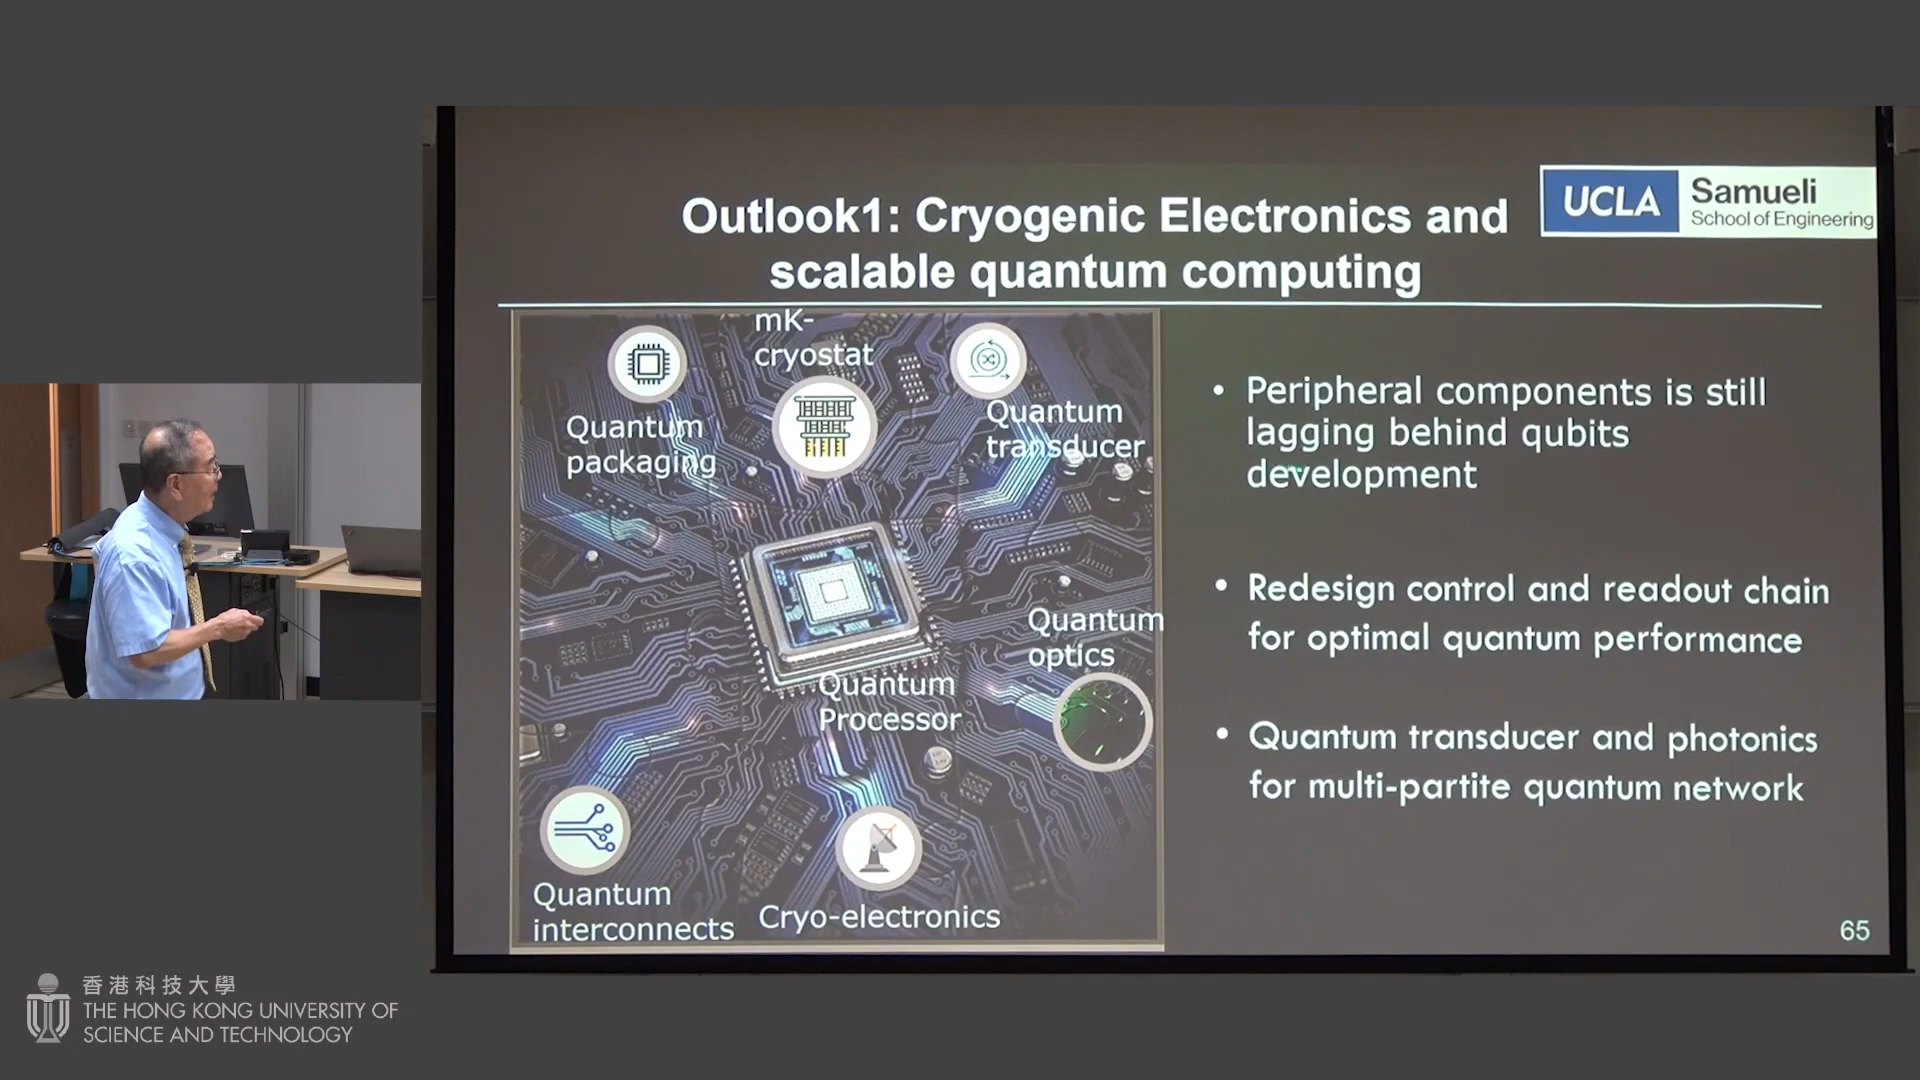 Outlook1: Cryogenic Electronics and
scalable quantum computing
UCLA
Samueli
School of Engineering
mK-
cryostat
Quantum
packaging
Quantum
transducer
Quantum
optics
Quantum
Processor
Quantum
interconnects
Cryo-electronics
• Peripheral components is still
lagging behind qubits
development
• Redesign control and readout chain
for optimal quantum performance
• Quantum transducer and photonics
for multi-partite quantum network
65
香港科技大學
THE HONG KONG UNIVERSITY OF
SCIENCE AND TECHNOLOGY